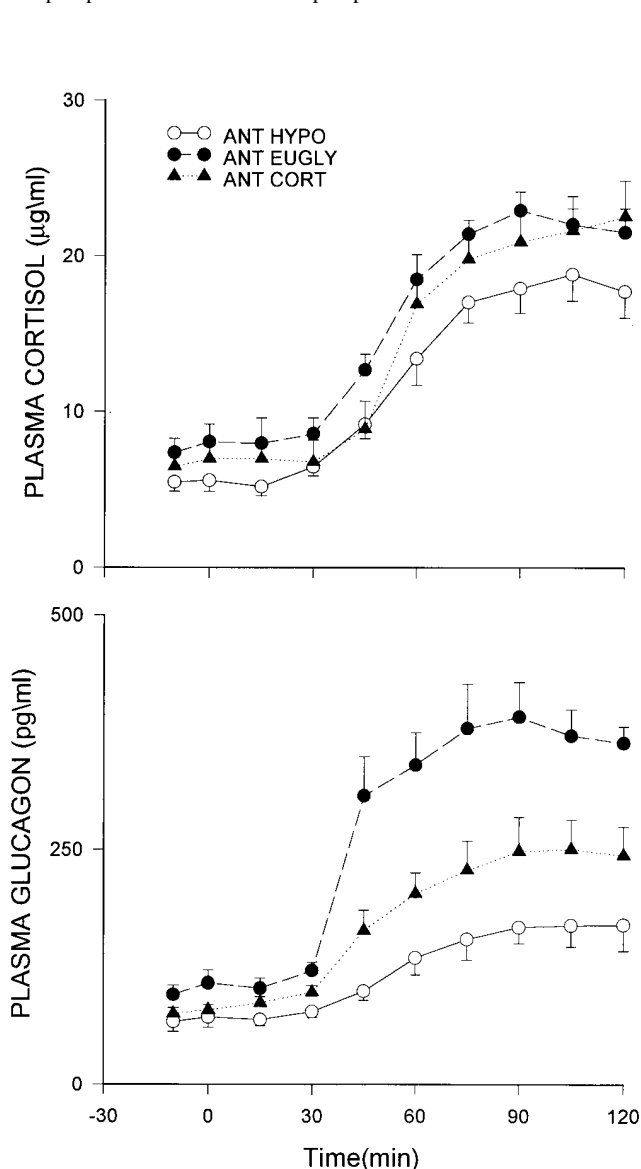 30
ANT HYPO
ANT EUGLY
ANT CORT
20
PLASMA CORTISOL (µg\ml)
10
0
500
PLASMA GLUCAGON (pg\ml)
250
0
-30 0 30 60 90 120
Time(min)